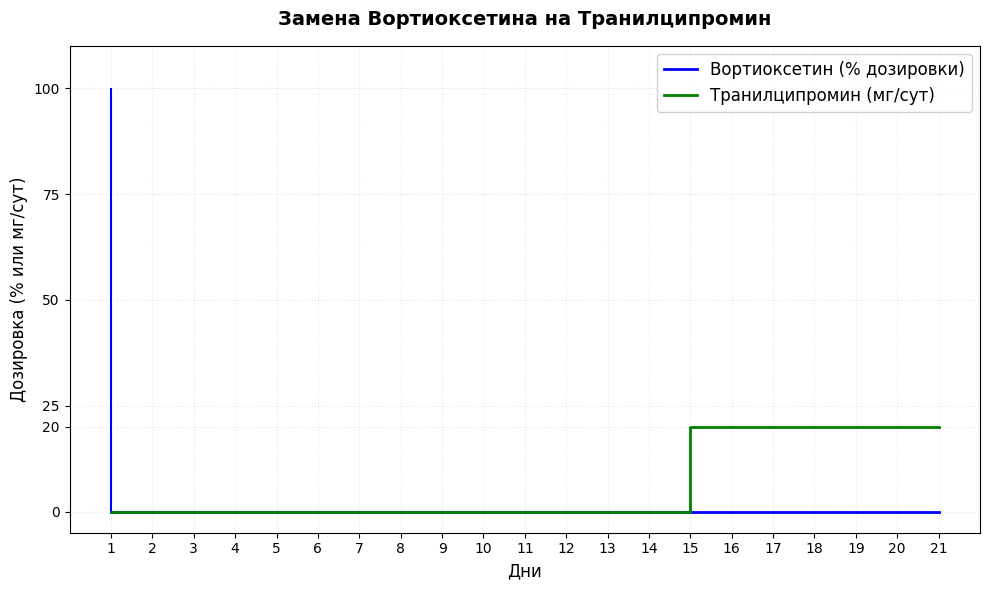 Замена Вортиоксетина на Транилципромин
Вортиоксетин (% дозировки)
Транилципромин (мг/сут)
Дозировка (% или мг/сут)
100
75
50
25
20
0
1 2 3 4 5 6 7 8 9 10 11 12 13 14 15 16 17 18 19 20 21
Дни